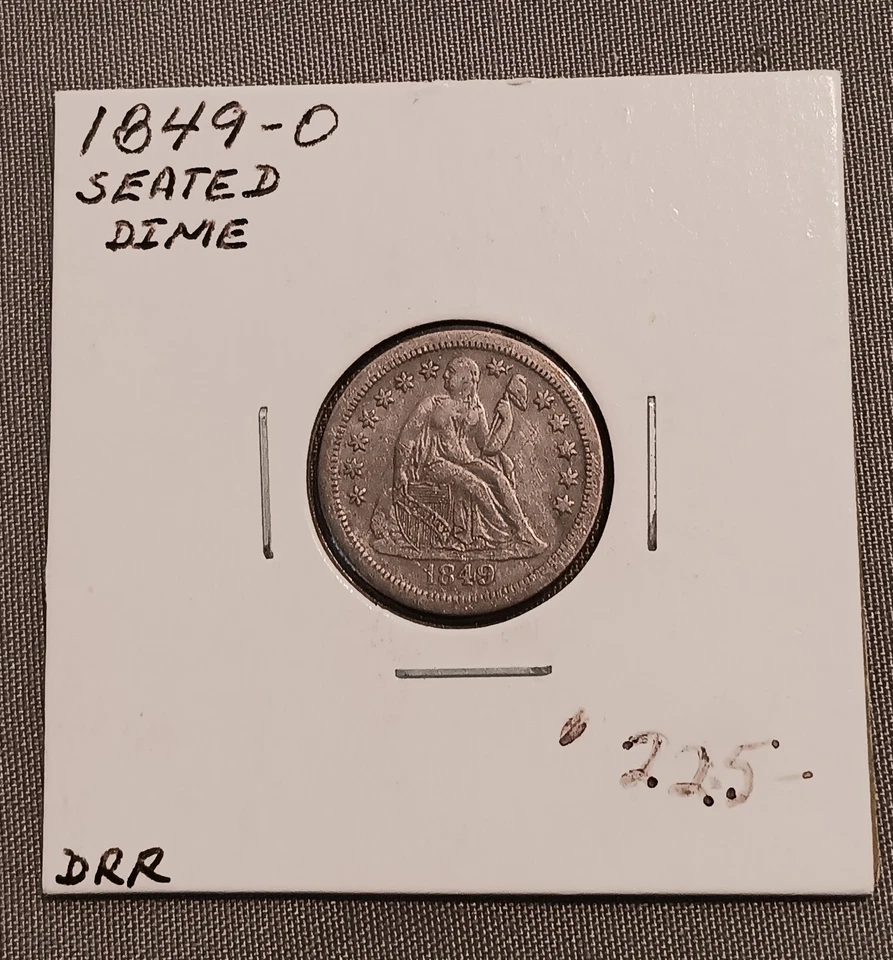 1849-O
SEATED
DIME
1849
225-
DRR